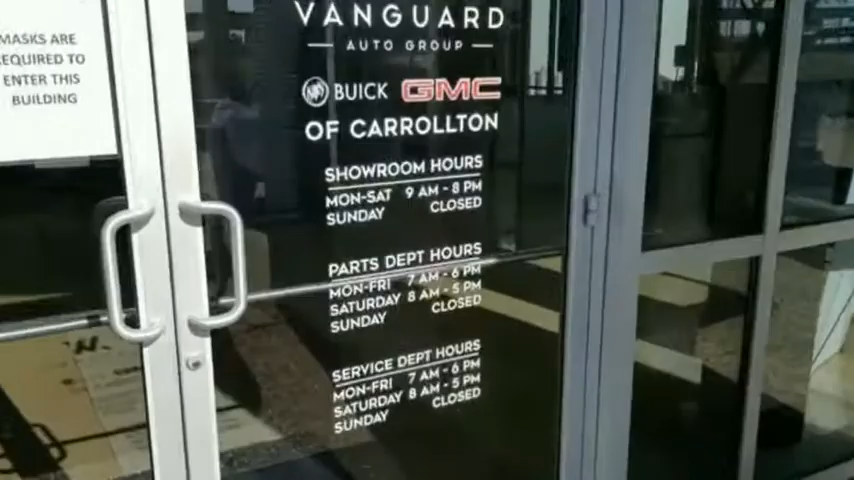 MASKS ARE
REQUIRED TO
ENTER THIS
BUILDING
VANGUARD
AUTO GROUP
BUICK GMC
OF CARROLLTON
SHOWROOM HOURS
MON-SAT 9 AM - 8 PM
SUNDAY CLOSED
PARTS DEPT HOURS
MON-FRI 7 AM - 6 PM
SATURDAY 8 AM - 5 PM
SUNDAY CLOSED
SERVICE DEPT HOURS
MON-FRI 7 AM - 6 PM
SATURDAY 8 AM - 5 PM
SUNDAY CLOSED